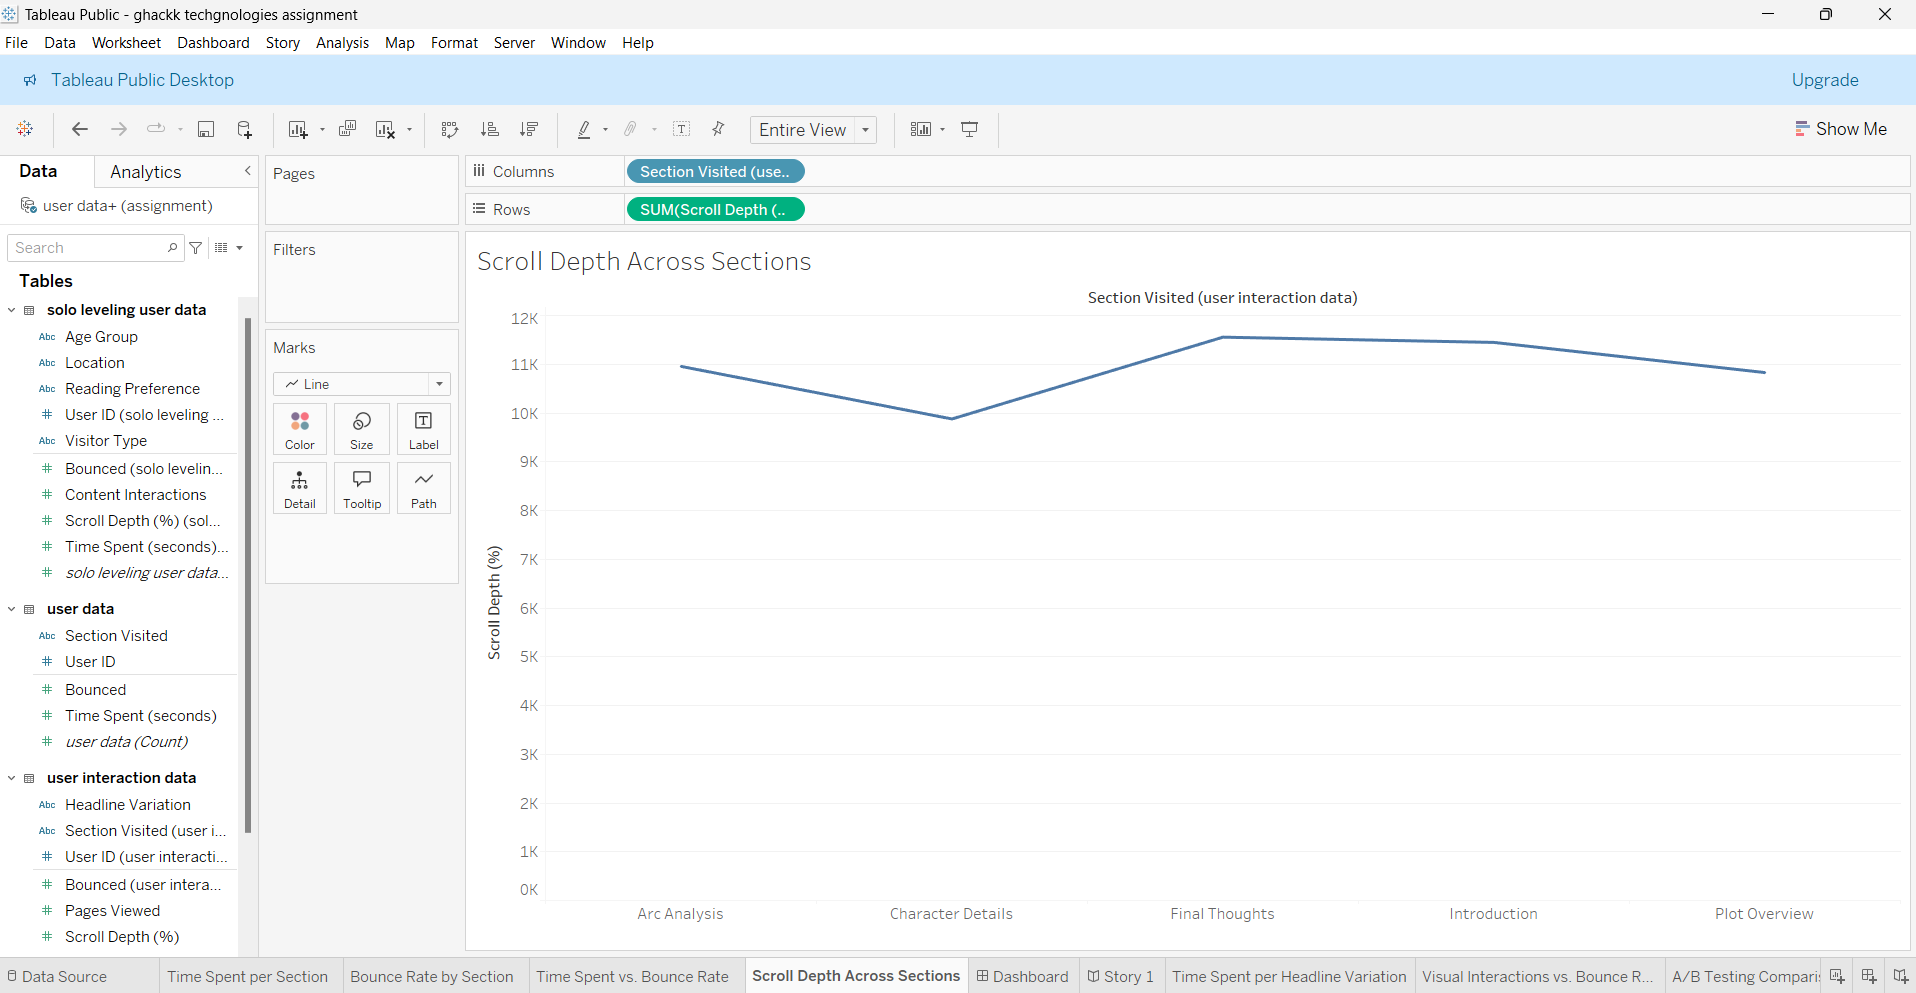 Tableau Public - ghackk techgnologies assignment
File Data Worksheet Dashboard Story Analysis Map Format Server Window Help
Tableau Public Desktop
Upgrade
Entire View
Show Me
Data
Analytics
user data+ (assignment)
Search
Tables
solo leveling user data
Abc Age Group
Abc Location
Abc Reading Preference
# User ID (solo leveling ...
Abc Visitor Type
# Bounced (solo levelin...
# Content Interactions
# Scroll Depth (%) (sol...
# Time Spent (seconds)...
# solo leveling user data...
user data
Abc Section Visited
# User ID
# Bounced
# Time Spent (seconds)
# user data (Count)
user interaction data
Abc Headline Variation
Abc Section Visited (user i...
# User ID (user interacti...
# Bounced (user intera...
# Pages Viewed
# Scroll Depth (%)
Pages
Filters
Marks
Line
Color Size Label
Detail Tooltip Path
Columns
Section Visited (use..
Rows
SUM(Scroll Depth (..
Scroll Depth Across Sections
Section Visited (user interaction data)
12K
11K
10K
9K
8K
7K
6K
5K
4K
3K
2K
1K
0K
Scroll Depth (%)
Arc Analysis Character Details Final Thoughts Introduction Plot Overview
Data Source Time Spent per Section Bounce Rate by Section Time Spent vs. Bounce Rate Scroll Depth Across Sections Dashboard Story 1 Time Spent per Headline Variation Visual Interactions vs. Bounce R... A/B Testing Comparis